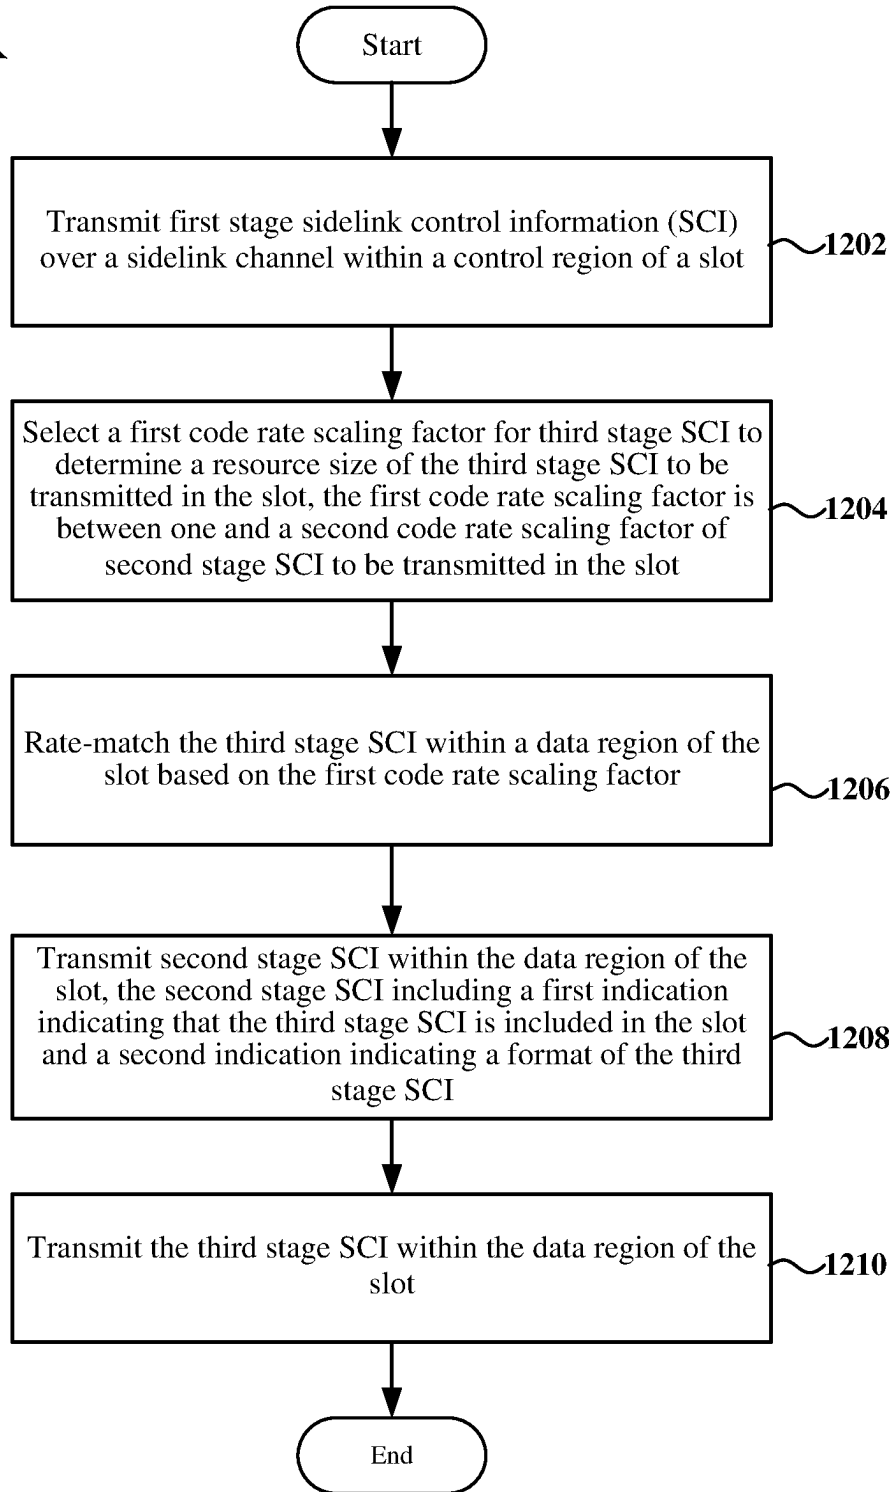 Start
Transmit first stage sidelink control information (SCI)
over a sidelink channel within a control region of a slot
1202
Select a first code rate scaling factor for third stage SCI to
determine a resource size of the third stage SCI to be
transmitted in the slot, the first code rate scaling factor is
between one and a second code rate scaling factor of
second stage SCI to be transmitted in the slot
1204
Rate-match the third stage SCI within a data region of the
slot based on the first code rate scaling factor
1206
Transmit second stage SCI within the data region of the
slot, the second stage SCI including a first indication
indicating that the third stage SCI is included in the slot
and a second indication indicating a format of the third
stage SCI
1208
Transmit the third stage SCI within the data region of the
slot
1210
End